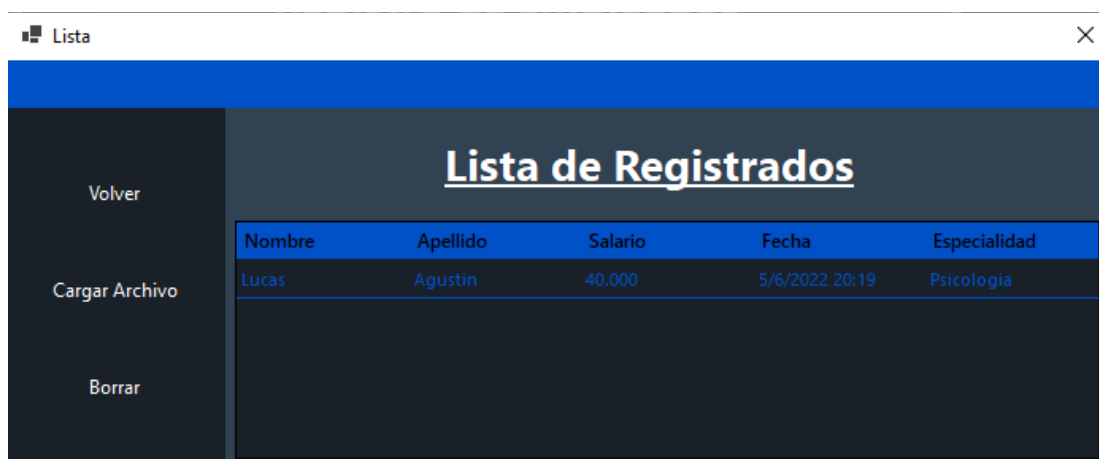 Lista
Lista de Registrados
Volver
Cargar Archivo
Borrar
Nombre Apellido Salario Fecha Especialidad
Lucas Agustin 40.000 5/6/2022 20:19 Psicologia